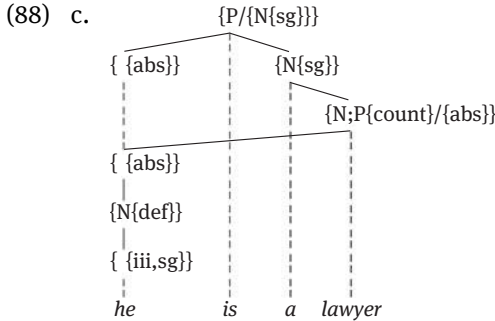 (88) c. {P/{N{sg}}}
{ {abs}} {N{sg}}
{N;P{count}/{abs}}
{ {abs}}
{N{def}}
{ {iii,sg}}
he is a lawyer